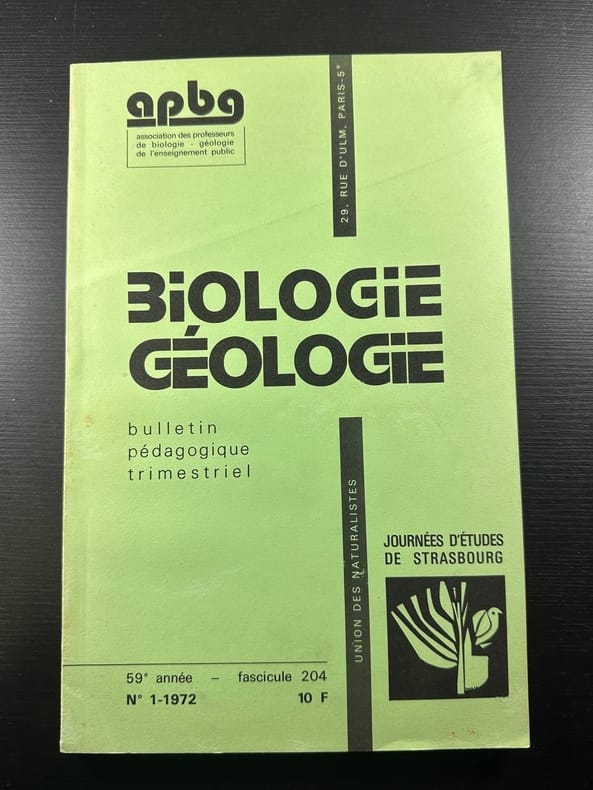 apbg
association des professeurs
de biologie - géologie
de l'enseignement public
29, RUE D'ULM, PARIS-5e
BiOLOGiE
GÉOLOGiE
bulletin
pédagogique
trimestriel
UNION DES NATURALISTES
JOURNÉES D'ÉTUDES
DE STRASBOURG
59e année – fascicule 204
N° 1-1972 10 F